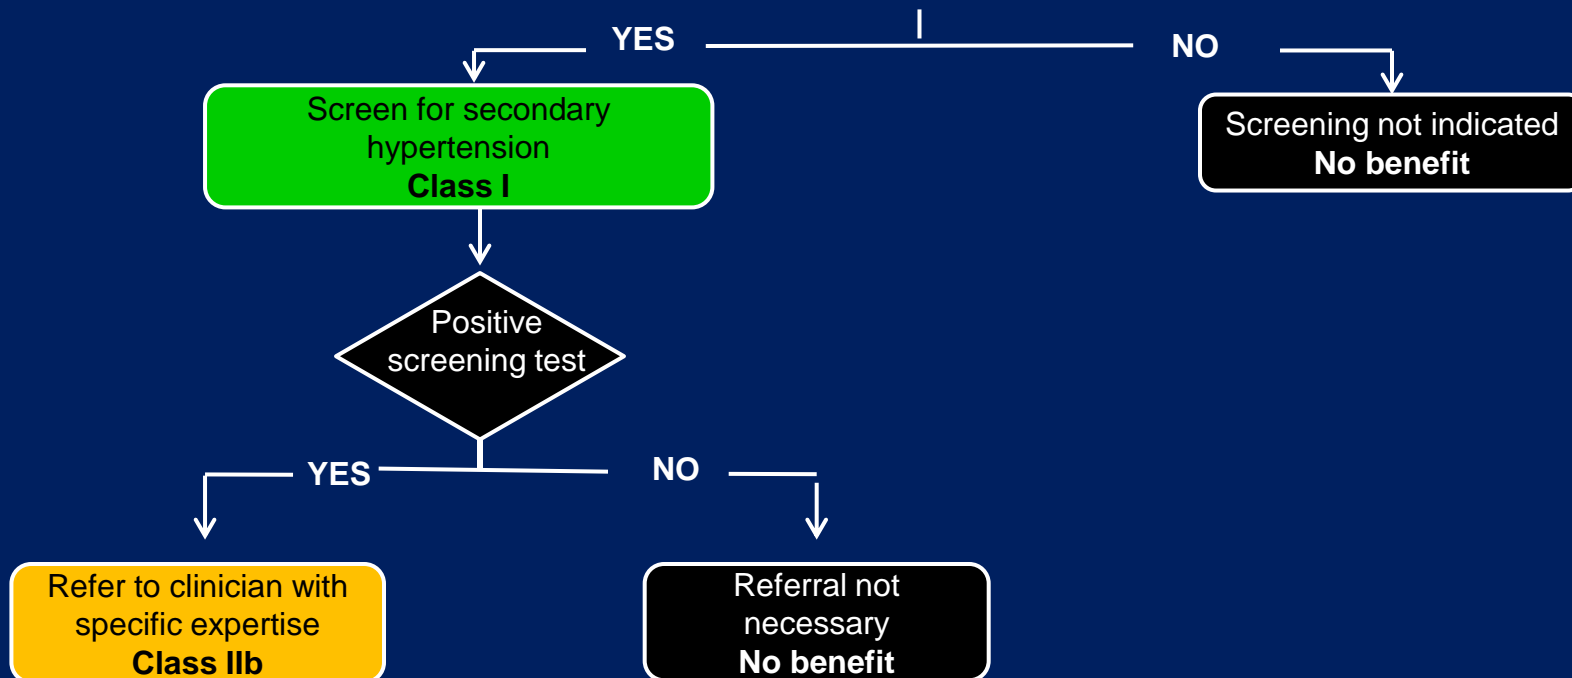 YES
NO
Screen for secondary
hypertension
Class I
Screening not indicated
No benefit
Positive
screening test
YES
NO
Refer to clinician with
specific expertise
Class IIb
Referral not
necessary
No benefit